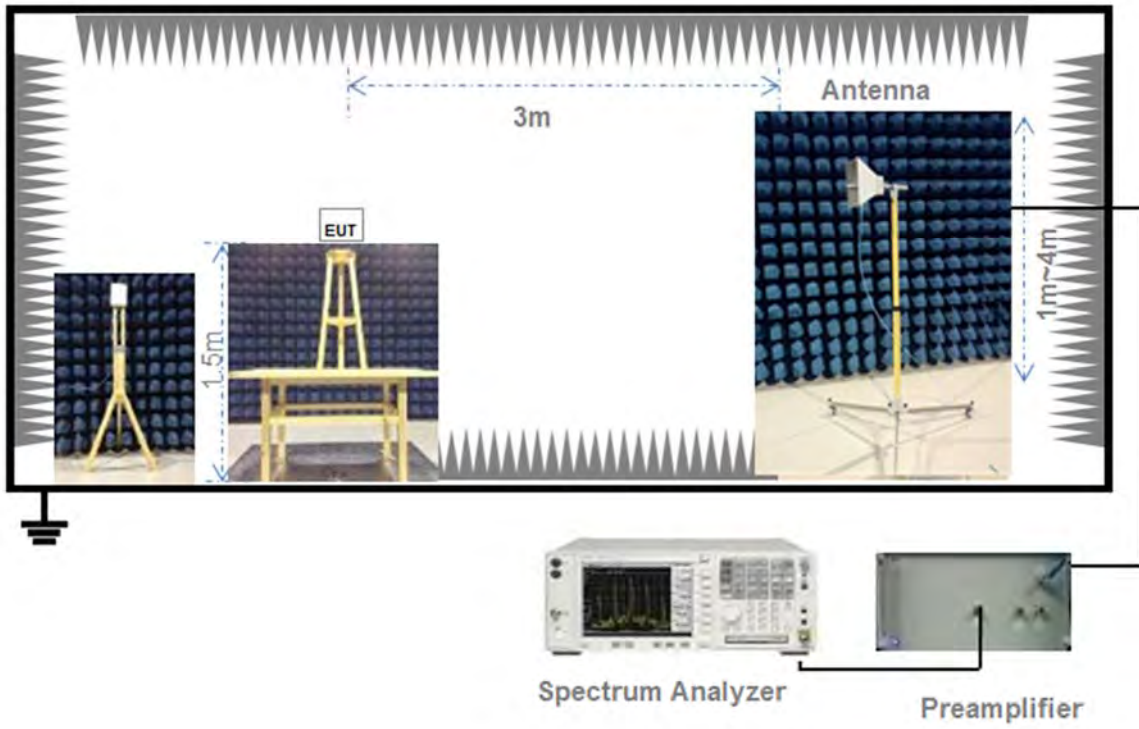 Antenna
3m
EUT
1m~4m
1.5m
Spectrum Analyzer
Preamplifier